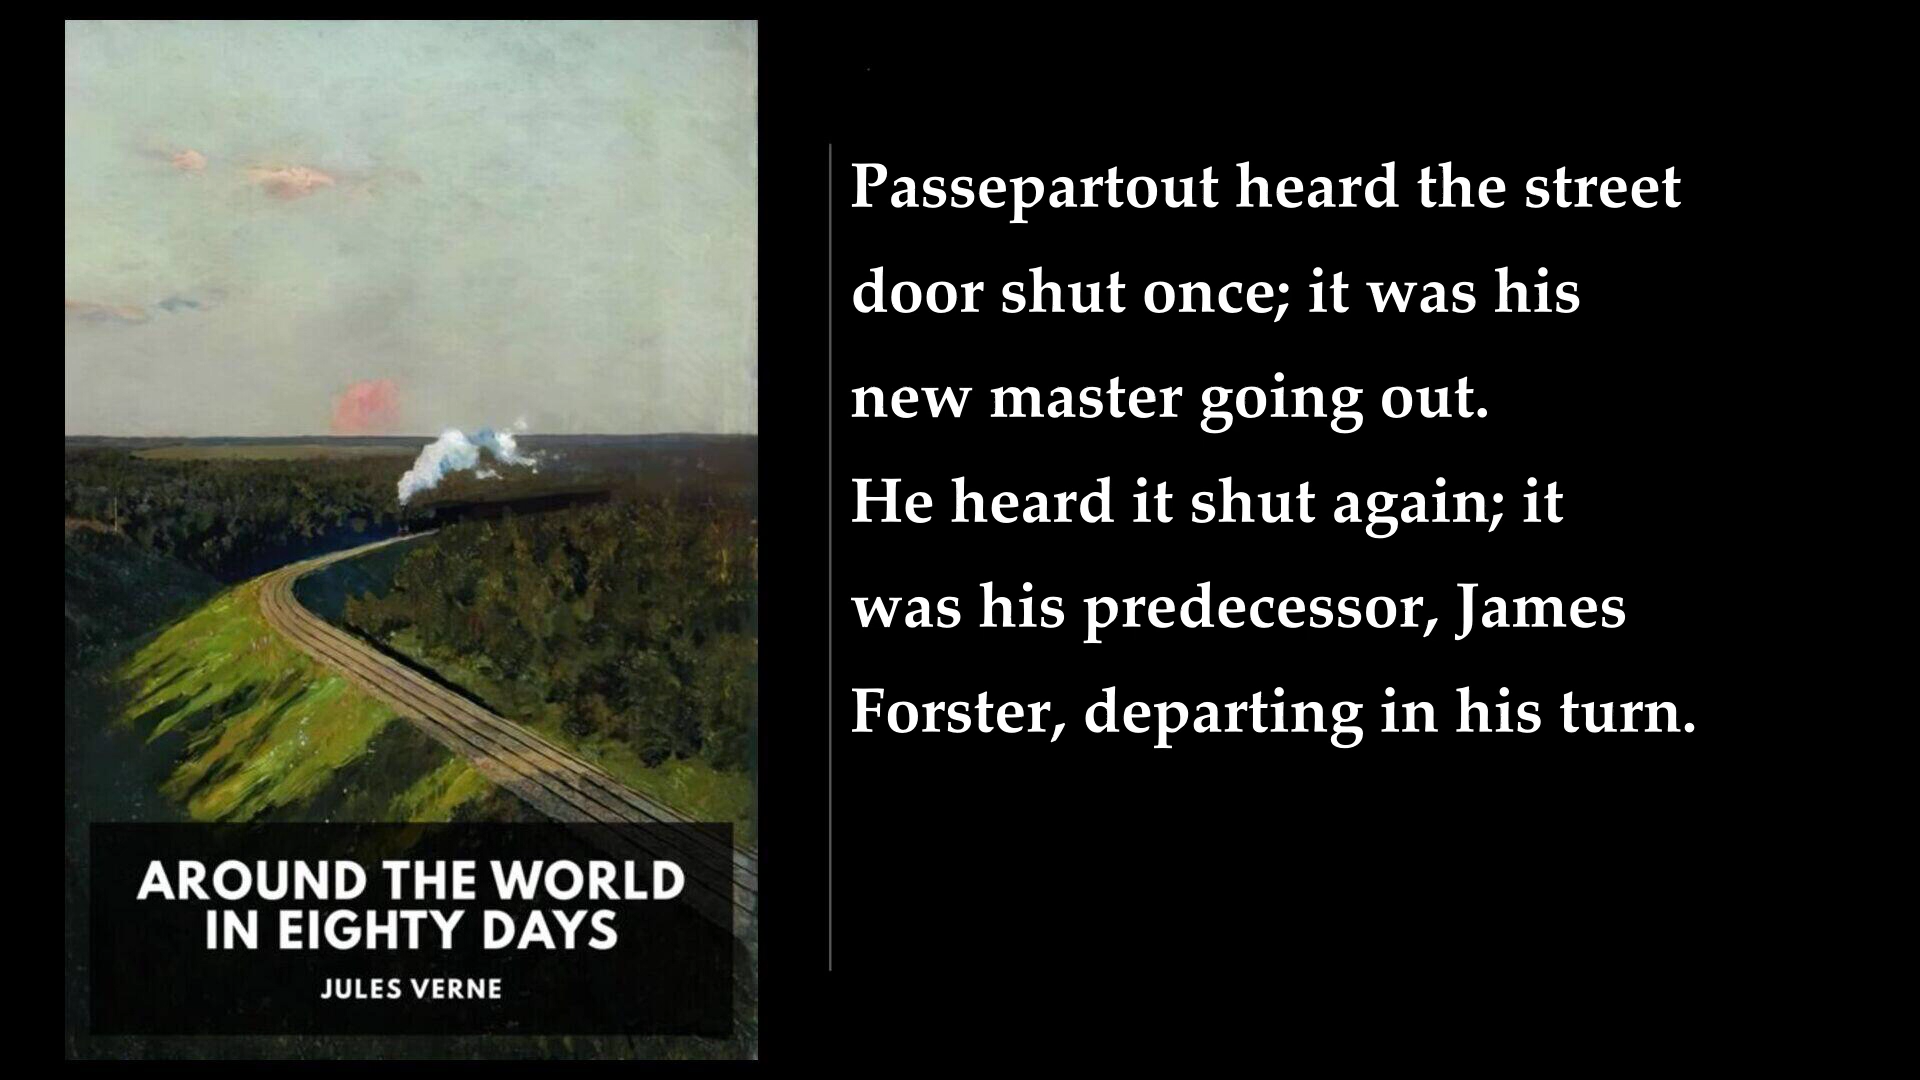 AROUND THE WORLD
IN EIGHTY DAYS
JULES VERNE
Passepartout heard the street
door shut once; it was his
new master going out.
He heard it shut again; it
was his predecessor, James
Forster, departing in his turn.